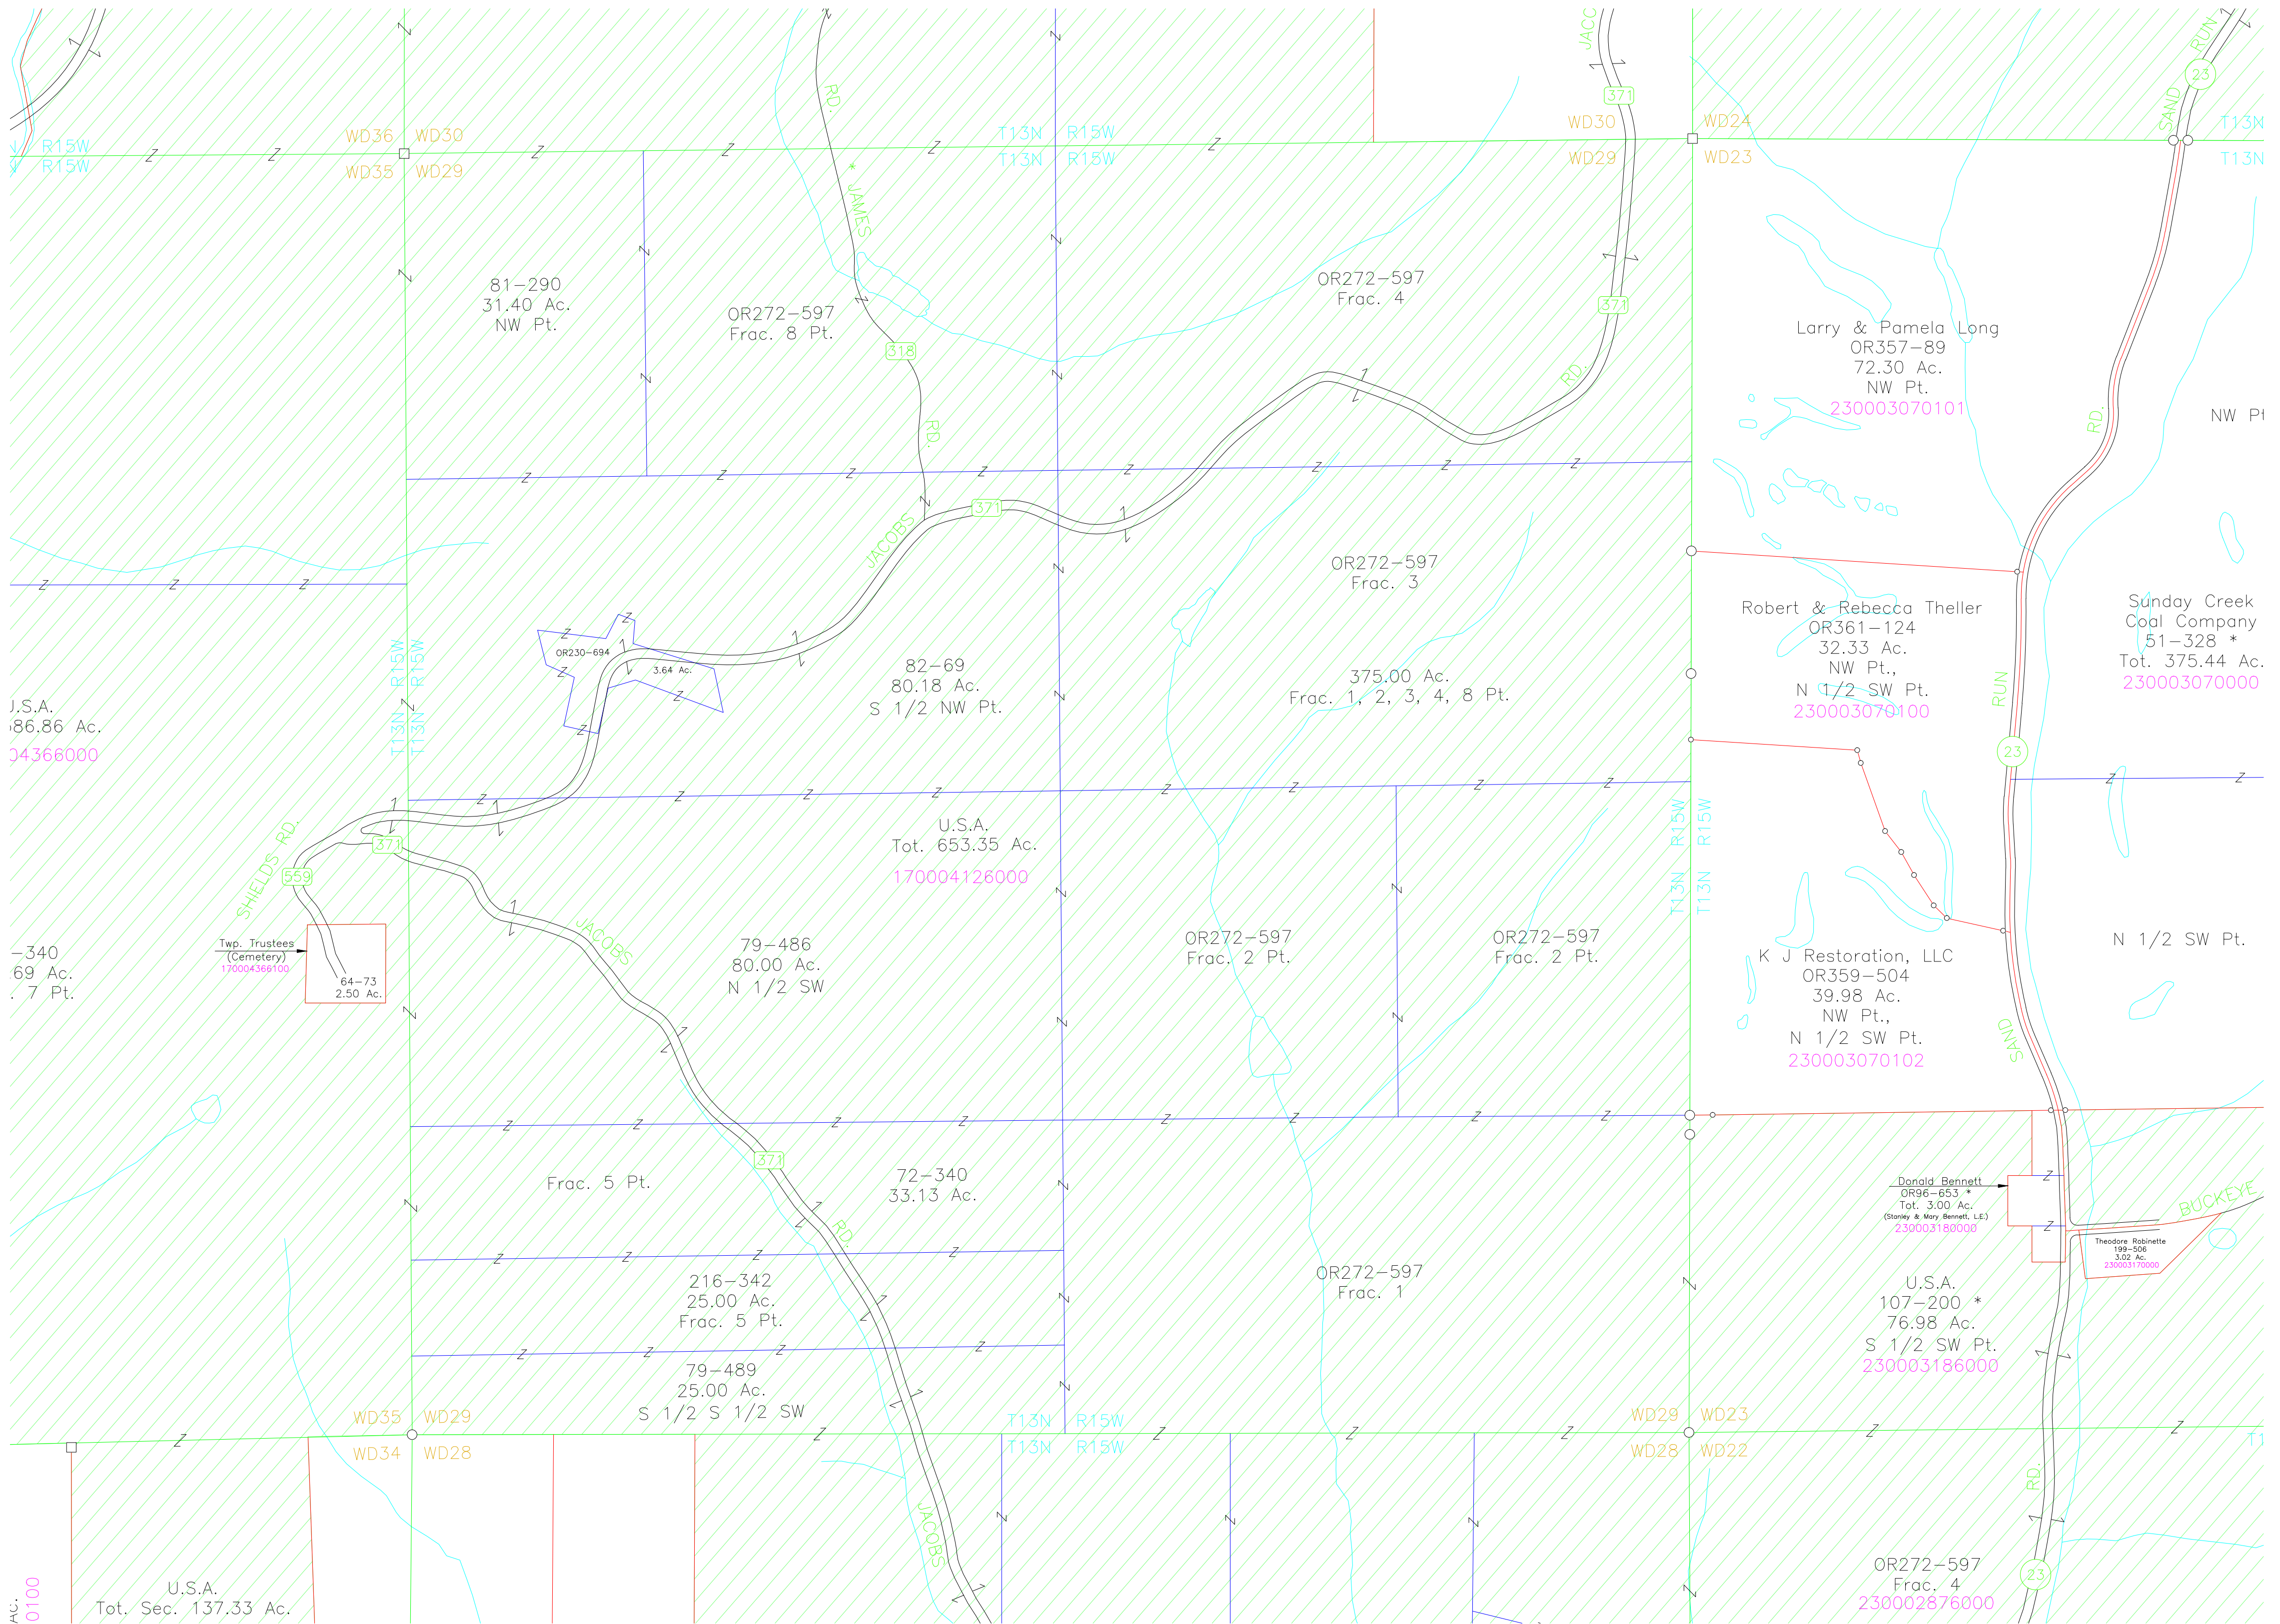 JACC
371
RUN
23
SAND
RD.
WD36 WD30
T13N R15W
WD30
WD24
T13N
R15W
R15W
WD35 WD29
T13N R15W
WD29
WD23
T13N
* JAMES
81-290
31.40 Ac.
NW Pt.
OR272-597
Frac. 8 Pt.
318
RD.
OR272-597
Frac. 4
371
RD.
Larry & Pamela Long
OR357-89
72.30 Ac.
NW Pt.
230003070101
RD.
NW Pt
JACOBS
371
OR272-597
Frac. 3
375.00 Ac.
Frac. 1, 2, 3, 4, 8 Pt.
OR230-694
3.64 Ac.
82-69
80.18 Ac.
S 1/2 NW Pt.
T13N R15W
T13N R15W
Robert & Rebecca Theller
OR361-124
32.33 Ac.
NW Pt.,
N 1/2 SW Pt.
230003070100
RUN
23
Sunday Creek
Coal Company
51-328 *
Tot. 375.44 Ac.
230003070000
U.S.A.
86.86 Ac.
04366000
SHIELDS RD.
559
371
U.S.A.
Tot. 653.35 Ac.
170004126000
T13N R15W
T13N R15W
-340
69 Ac.
. 7 Pt.
Twp. Trustees
(Cemetery)
170004366100
64-73
2.50 Ac.
JACOBS
79-486
80.00 Ac.
N 1/2 SW
OR272-597
Frac. 2 Pt.
OR272-597
Frac. 2 Pt.
K J Restoration, LLC
OR359-504
39.98 Ac.
NW Pt.,
N 1/2 SW Pt.
230003070102
SAND
N 1/2 SW Pt.
371
RD.
Frac. 5 Pt.
72-340
33.13 Ac.
Donald Bennett
OR96-653 *
Tot. 3.00 Ac.
(Stanley & Mary Bennett, L.E.)
230003180000
BUCKEYE
Theodore Robinette
199-506
3.02 Ac.
230003170000
216-342
25.00 Ac.
Frac. 5 Pt.
OR272-597
Frac. 1
U.S.A.
107-200 *
76.98 Ac.
S 1/2 SW Pt.
230003186000
79-489
25.00 Ac.
S 1/2 S 1/2 SW
WD35 WD29
T13N R15W
WD29 WD23
WD34 WD28
T13N R15W
WD28 WD22
T1
RD.
JACOBS
23
Ac.
0100
U.S.A.
Tot. Sec. 137.33 Ac.
OR272-597
Frac. 4
230002876000